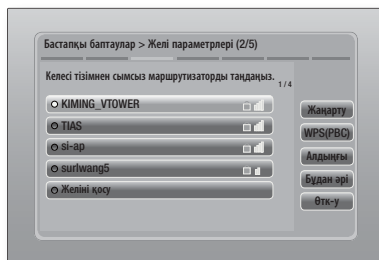 Бастапқы баптаулар > Желі параметрлері (2/5)
Келесі тізімнен сымсыз маршрутизаторды таңдаңыз.
1/4
KIMING_VTOWER
TIAS
si-ap
surlwang5
Желіні қосу
Жаңарту
WPS(PBC)
Алдыңғы
Бұдан әрі
Өтк-у